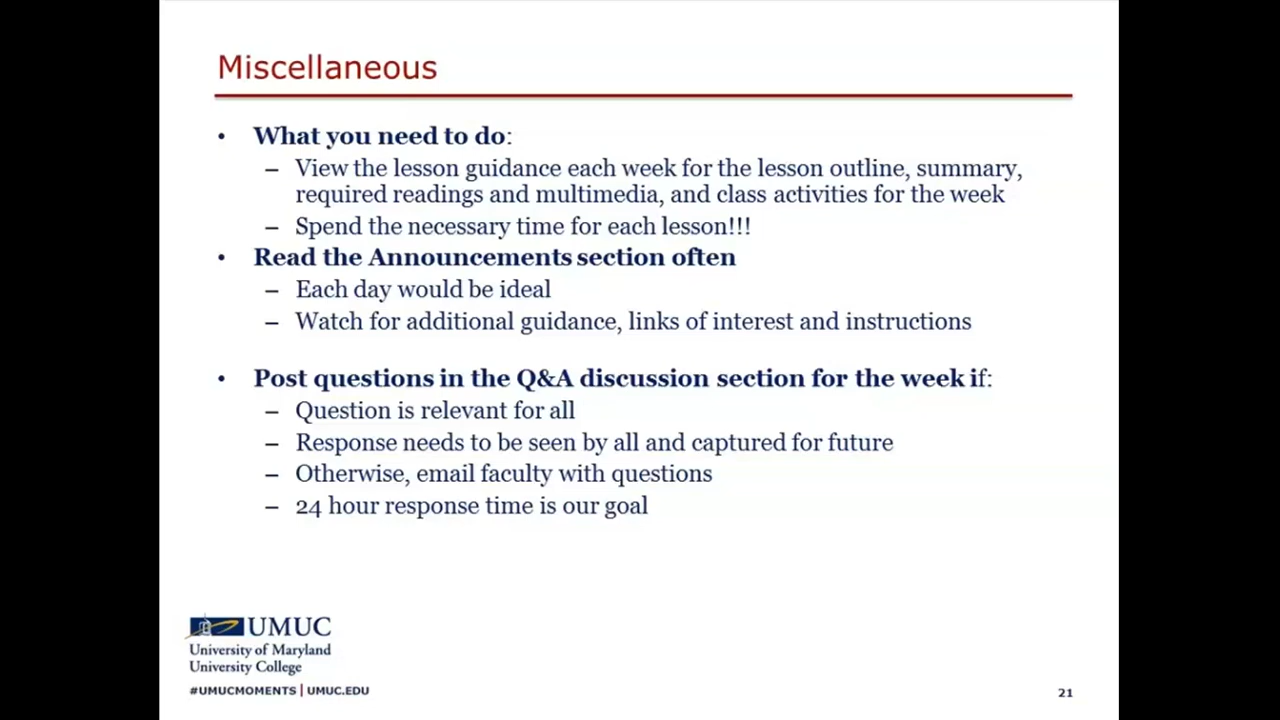 Miscellaneous
• What you need to do:
– View the lesson guidance each week for the lesson outline, summary,
required readings and multimedia, and class activities for the week
– Spend the necessary time for each lesson!!!
• Read the Announcements section often
– Each day would be ideal
– Watch for additional guidance, links of interest and instructions
• Post questions in the Q&A discussion section for the week if:
– Question is relevant for all
– Response needs to be seen by all and captured for future
– Otherwise, email faculty with questions
– 24 hour response time is our goal
UMUC
University of Maryland
University College
#UMUCMOMENTS | UMUC.EDU
21